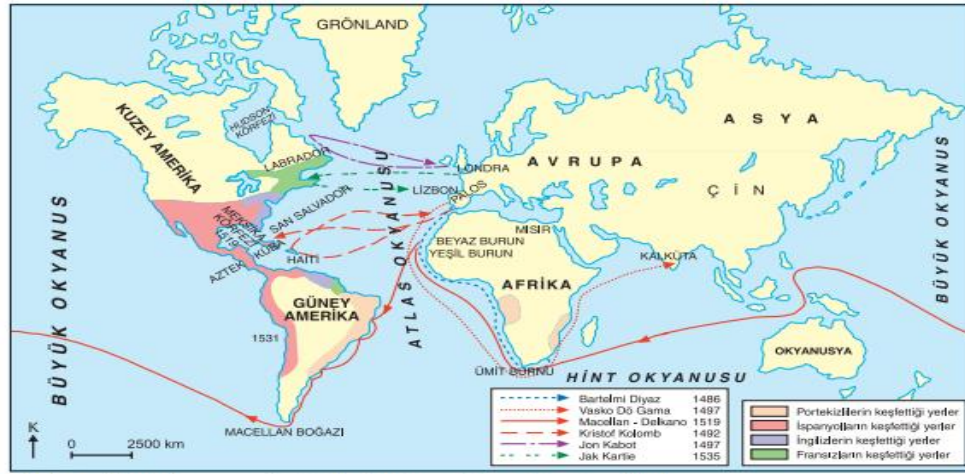 GRÖNLAND
KUZEY AMERİKA
HUDSON
KÖRFEZİ
LABRADOR
ASYA
AVRUPA
LONDRA
LİZBON
PALOS
ÇİN
SAN SALVADOR
MEKSİKA
KÖRFEZİ
1519
KÜBA
AZTEK
HAİTİ
MISIR
BEYAZ BURUN
YEŞİL BURUN
KALKÜTA
AFRİKA
GÜNEY
AMERİKA
1531
ATLAS OKYANUSU
BÜYÜK OKYANUS
BÜYÜK OKYANUS
OKYANUSYA
ÜMİT BURNU
HİNT OKYANUSU
MACELLAN BOĞAZI
K
0 2500 km
Bartelmi Diyaz 1486
Vasko Dö Gama 1497
Macellan - Delkano 1519
Kristof Kolomb 1492
Jon Kabot 1497
Jak Kartie 1535
Portekizlilerin keşfettiği yerler
İspanyolların keşfettiği yerler
İngilizlerin keşfettiği yerler
Fransızların keşfettiği yerler